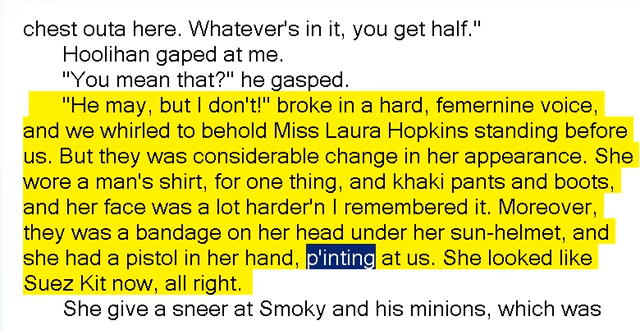 chest outa here. Whatever's in it, you get half."
Hoolihan gaped at me.
"You mean that?" he gasped.
"He may, but I don't!" broke in a hard, femernine voice,
and we whirled to behold Miss Laura Hopkins standing before
us. But they was considerable change in her appearance. She
wore a man's shirt, for one thing, and khaki pants and boots,
and her face was a lot harder'n I remembered it. Moreover,
they was a bandage on her head under her sun-helmet, and
she had a pistol in her hand, p'inting at us. She looked like
Suez Kit now, all right.
She give a sneer at Smoky and his minions, which was